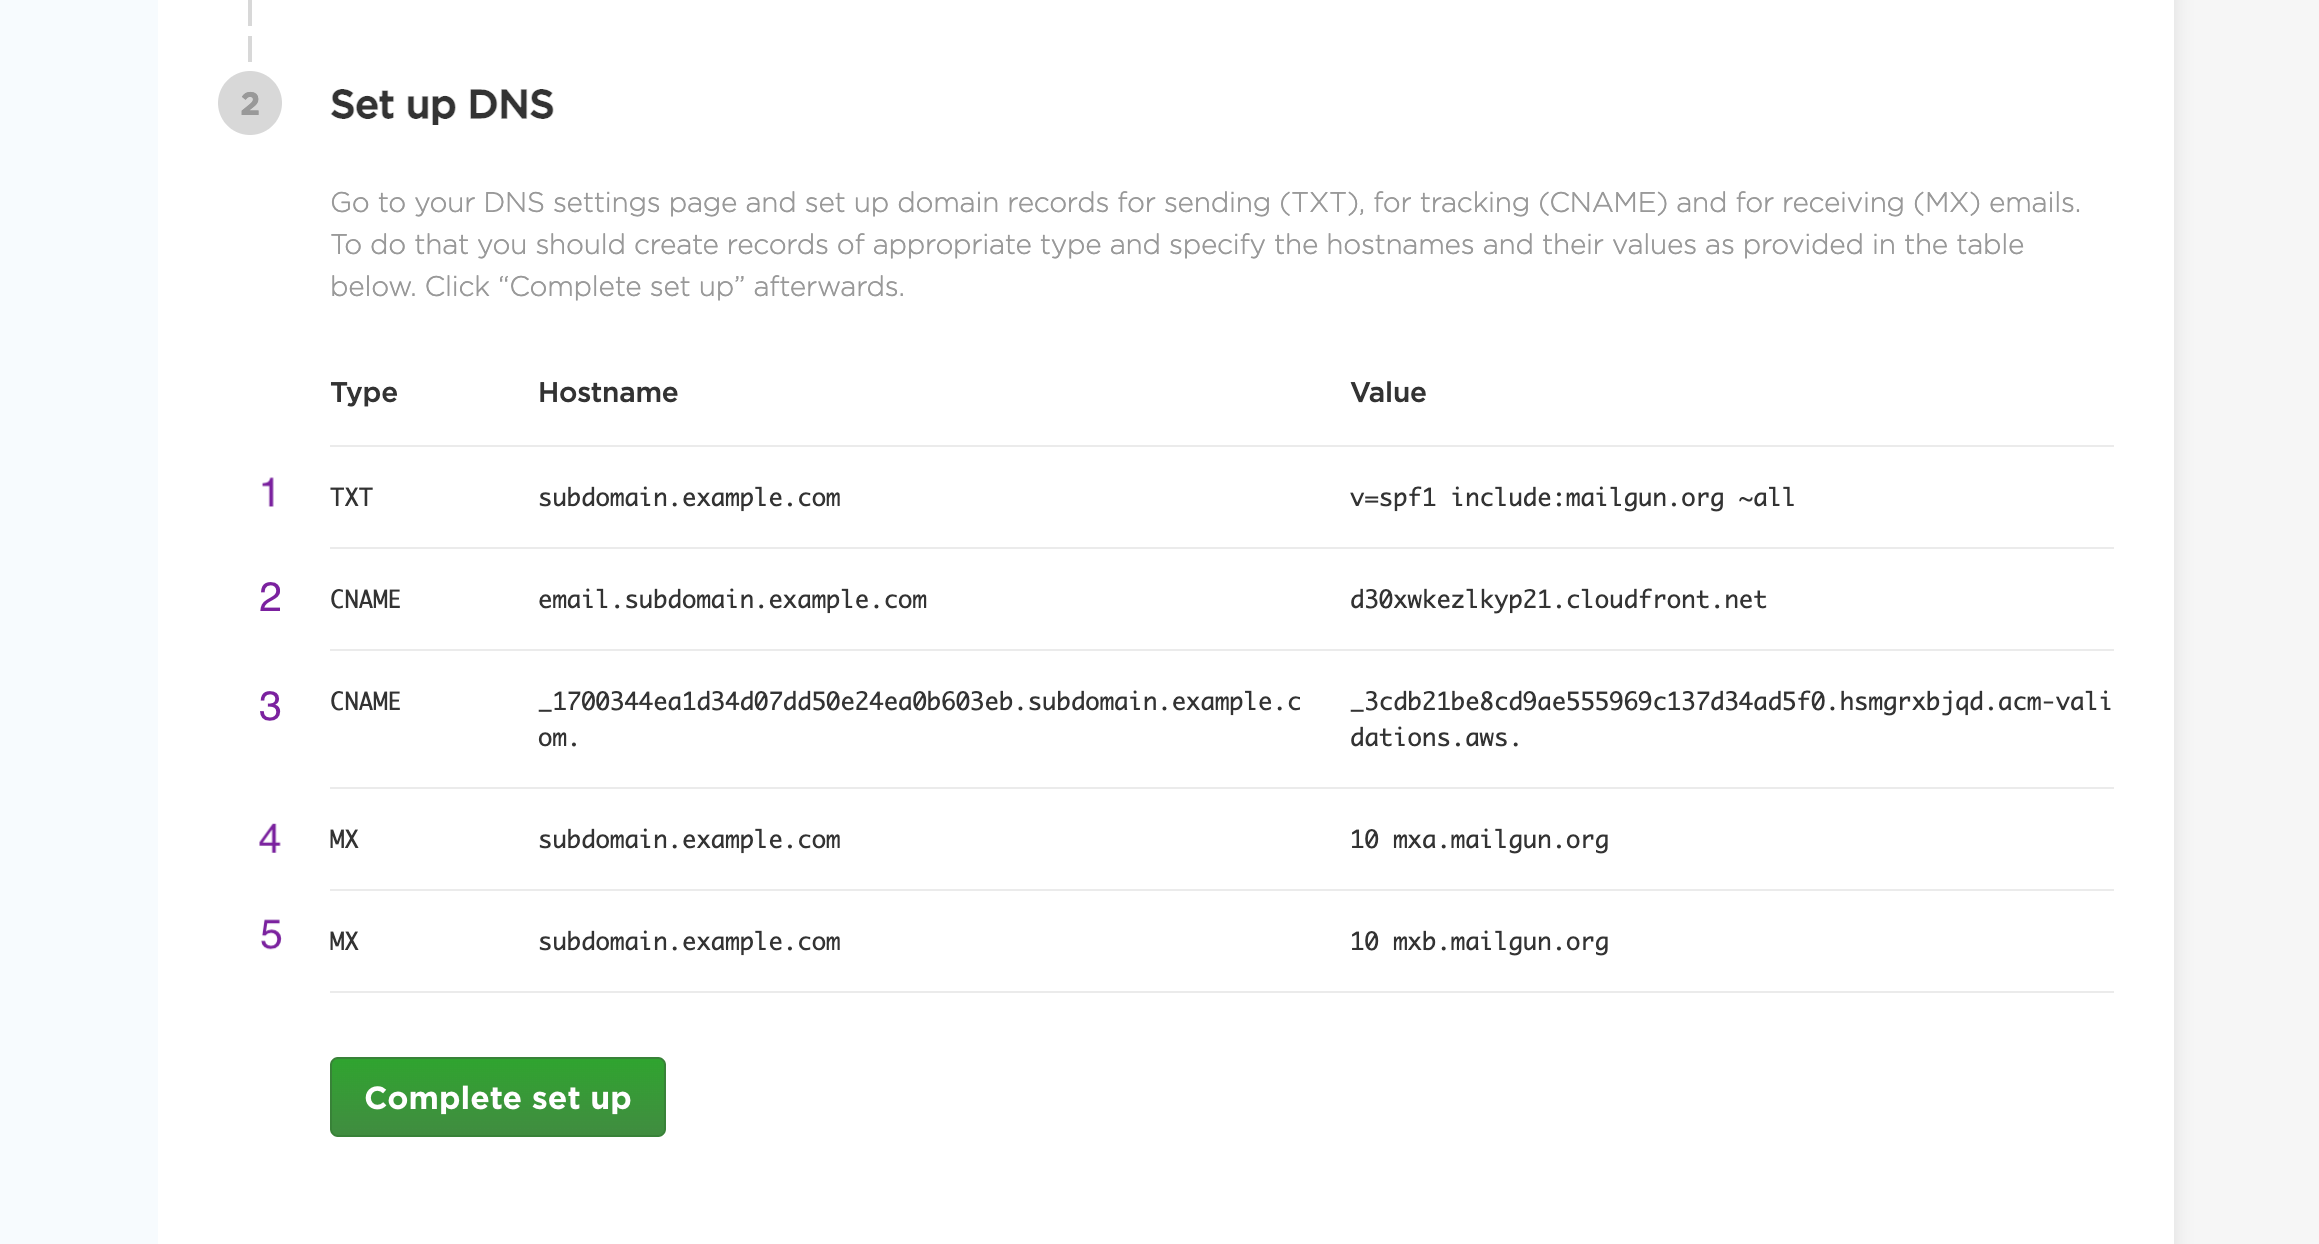 2
Set up DNS
Go to your DNS settings page and set up domain records for sending (TXT), for tracking (CNAME) and for receiving (MX) emails.
To do that you should create records of appropriate type and specify the hostnames and their values as provided in the table
below. Click “Complete set up” afterwards.
Type Hostname Value
1 TXT subdomain.example.com v=spf1 include:mailgun.org ~all
2 CNAME email.subdomain.example.com d30xwkezlkyp21.cloudfront.net
3 CNAME _1700344ea1d34d07dd50e24ea0b603eb.subdomain.example.c _3cdb21be8cd9ae555969c137d34ad5f0.hsmgrxbjqd.acm-vali
om. dations.aws.
4 MX subdomain.example.com 10 mxa.mailgun.org
5 MX subdomain.example.com 10 mxb.mailgun.org
Complete set up